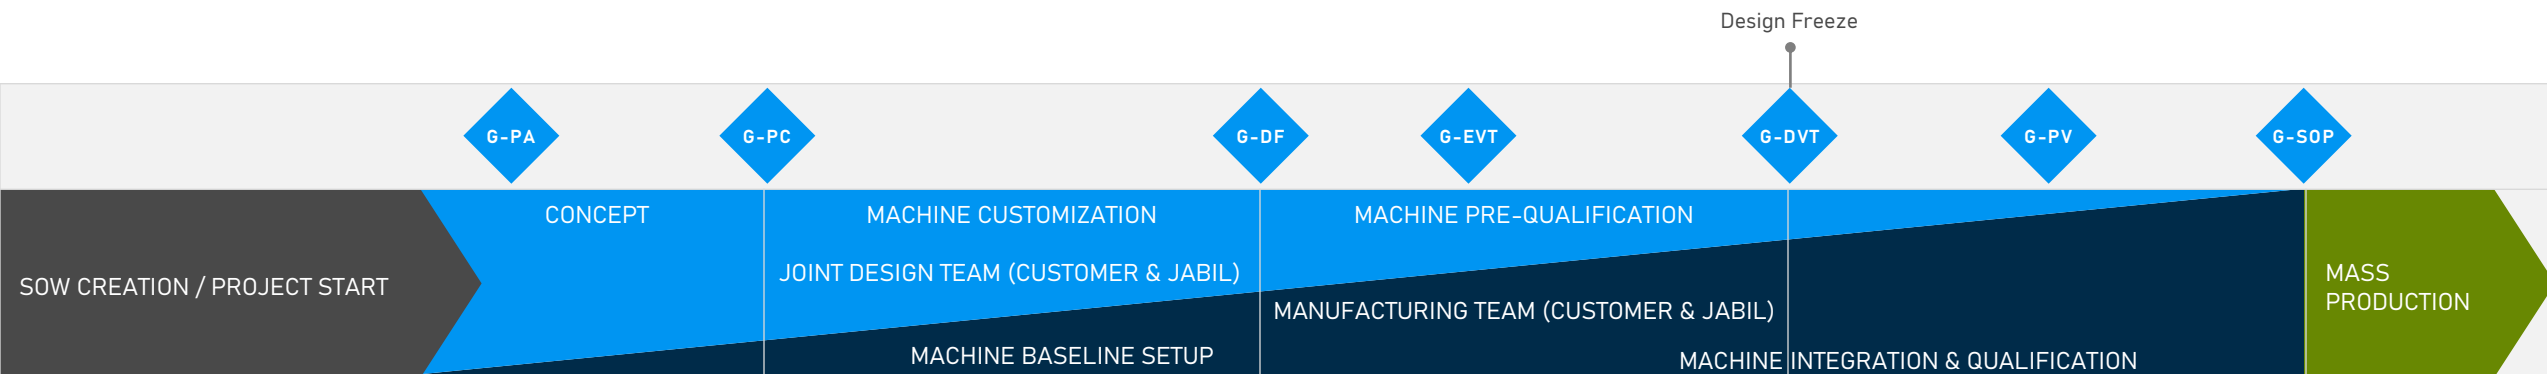 Design Freeze
G-PA
G-PC
G-DF
G-EVT
G-DVT
G-PV
G-SOP
CONCEPT
MACHINE CUSTOMIZATION
MACHINE PRE-QUALIFICATION
SOW CREATION / PROJECT START
JOINT DESIGN TEAM (CUSTOMER & JABIL)
MANUFACTURING TEAM (CUSTOMER & JABIL)
MACHINE BASELINE SETUP
MACHINE INTEGRATION & QUALIFICATION
MASS
PRODUCTION